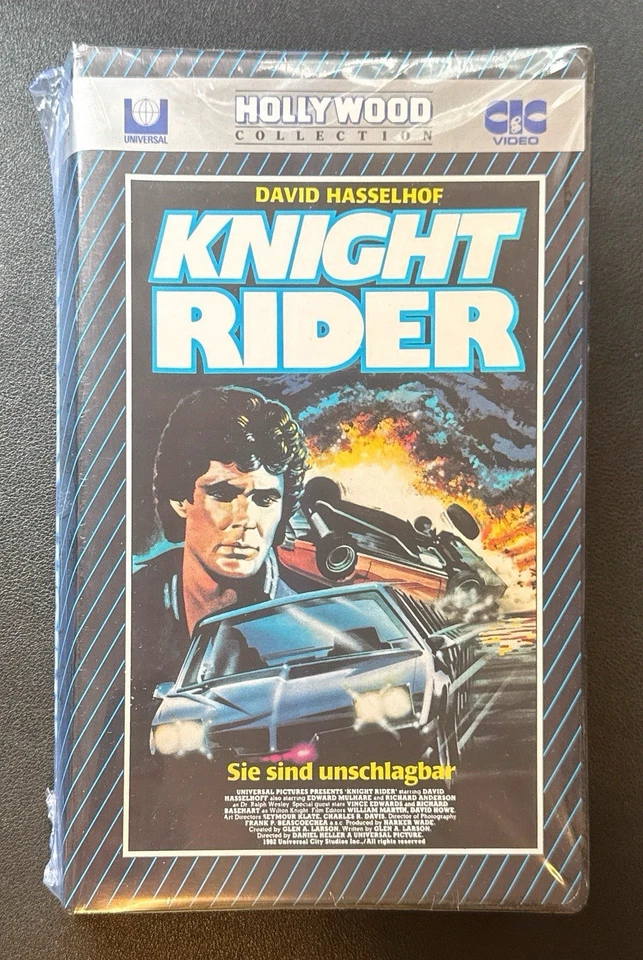 UNIVERSAL
HOLLYWOOD
COLLECTION
CIC
VIDEO
DAVID HASSELHOF
KNIGHT
RIDER
Sie sind unschlagbar
UNIVERSAL PICTURES PRESENTS 'KNIGHT RIDER' starring DAVID
HASSELHOFF also starring EDWARD MULHARE and RICHARD ANDERSON
as Dr. Ralph Wesley Special guest stars VINCE EDWARDS and RICHARD
BASEHART as Wilton Knight Film Editors WILLIAM MARTIN, DAVID HOWE.
Art Directors SEYMOUR KLATE, CHARLES R. DAVIS. Director of Photography
FRANK P. BEASCOECHEA a.s.c Produced by HARKER WADE.
Created by GLEN A. LARSON. Written by GLEN A. LARSON.
Directed by DANIEL HELLER A UNIVERSAL PICTURE.
1982 Universal City Studios Inc./All rights reserved